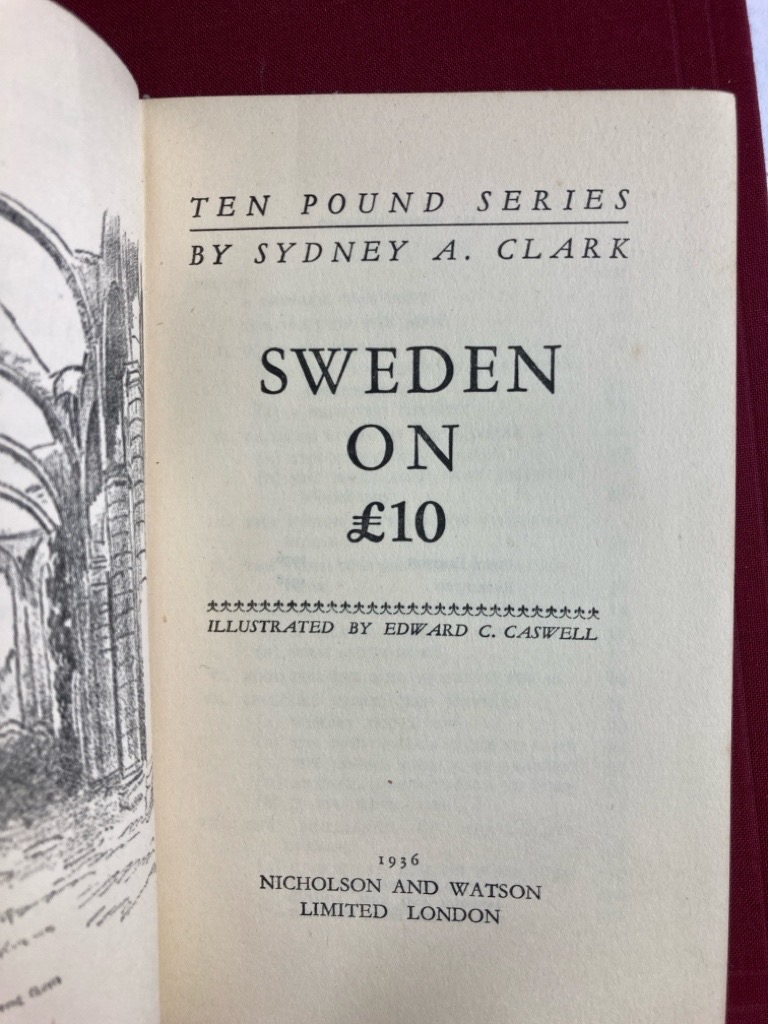 TEN POUND SERIES
BY SYDNEY A. CLARK
SWEDEN
ON
£10
ILLUSTRATED BY EDWARD C. CASWELL
1936
NICHOLSON AND WATSON
LIMITED LONDON